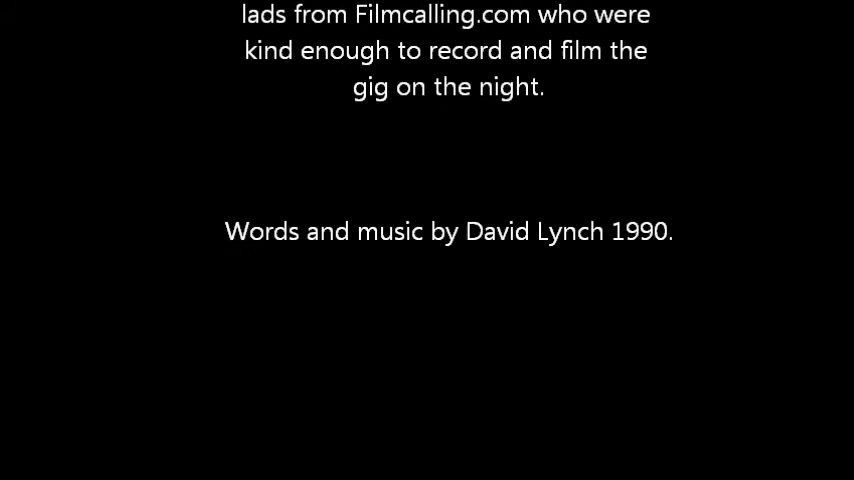 lads from Filmcalling.com who were
kind enough to record and film the
gig on the night.
Words and music by David Lynch 1990.